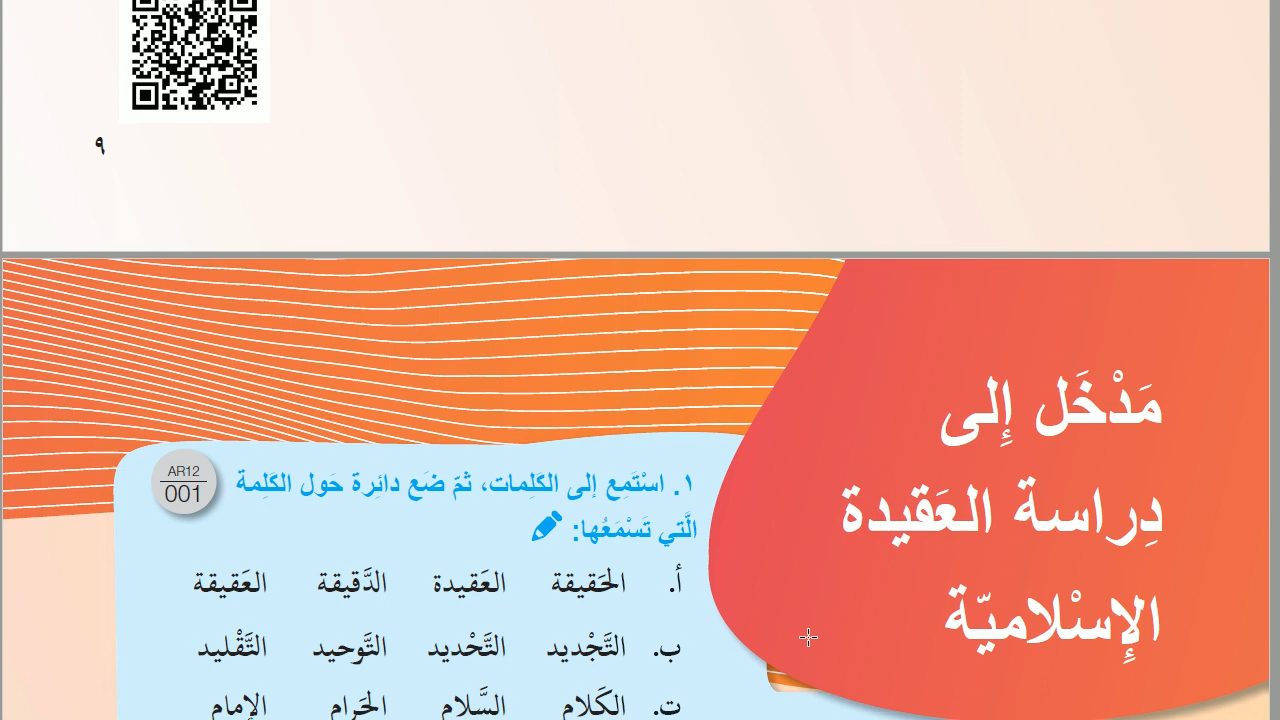 ٩
مَدْخَل إِلى
دِراسة العَقيدة
الإِسْلاميّة
AR12
001
١. اسْتَمِع إلى الكَلِمات، ثمّ ضَع دائِرة حَول الكَلِمة
الَّتي تَسْمَعُها:
أ. الحَقيقة العَقيدة الدَّقيقة العَقيقة
ب. التَّجْديد التَّحْديد التَّوحيد التَّقْليد
ت. الكَلام السَّلام الحَرام الإمام